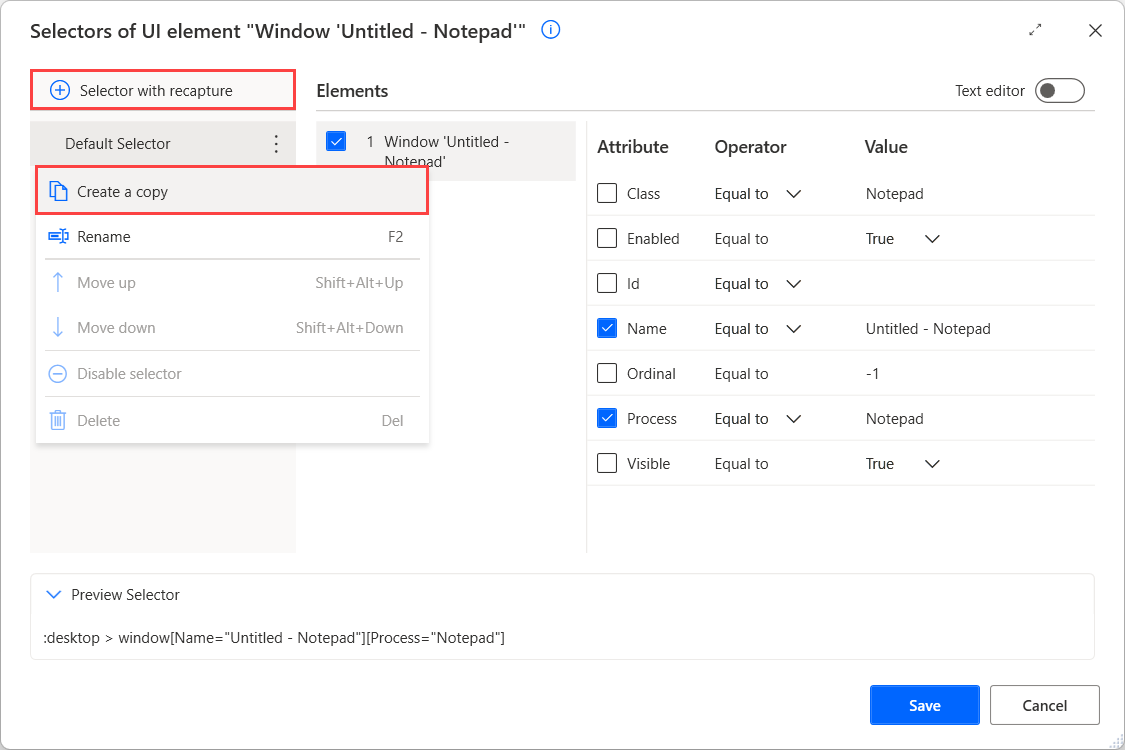 Selectors of UI element "Window 'Untitled - Notepad'"
Selector with recapture
Elements
Text editor
Default Selector
1 Window 'Untitled -
Notepad'
Create a copy
Rename F2
Move up Shift+Alt+Up
Move down Shift+Alt+Down
Disable selector
Delete Del
Attribute Operator Value
Class Equal to Notepad
Enabled Equal to True
Id Equal to
Name Equal to Untitled - Notepad
Ordinal Equal to -1
Process Equal to Notepad
Visible Equal to True
Preview Selector
:desktop > window[Name="Untitled - Notepad"][Process="Notepad"]
Save Cancel